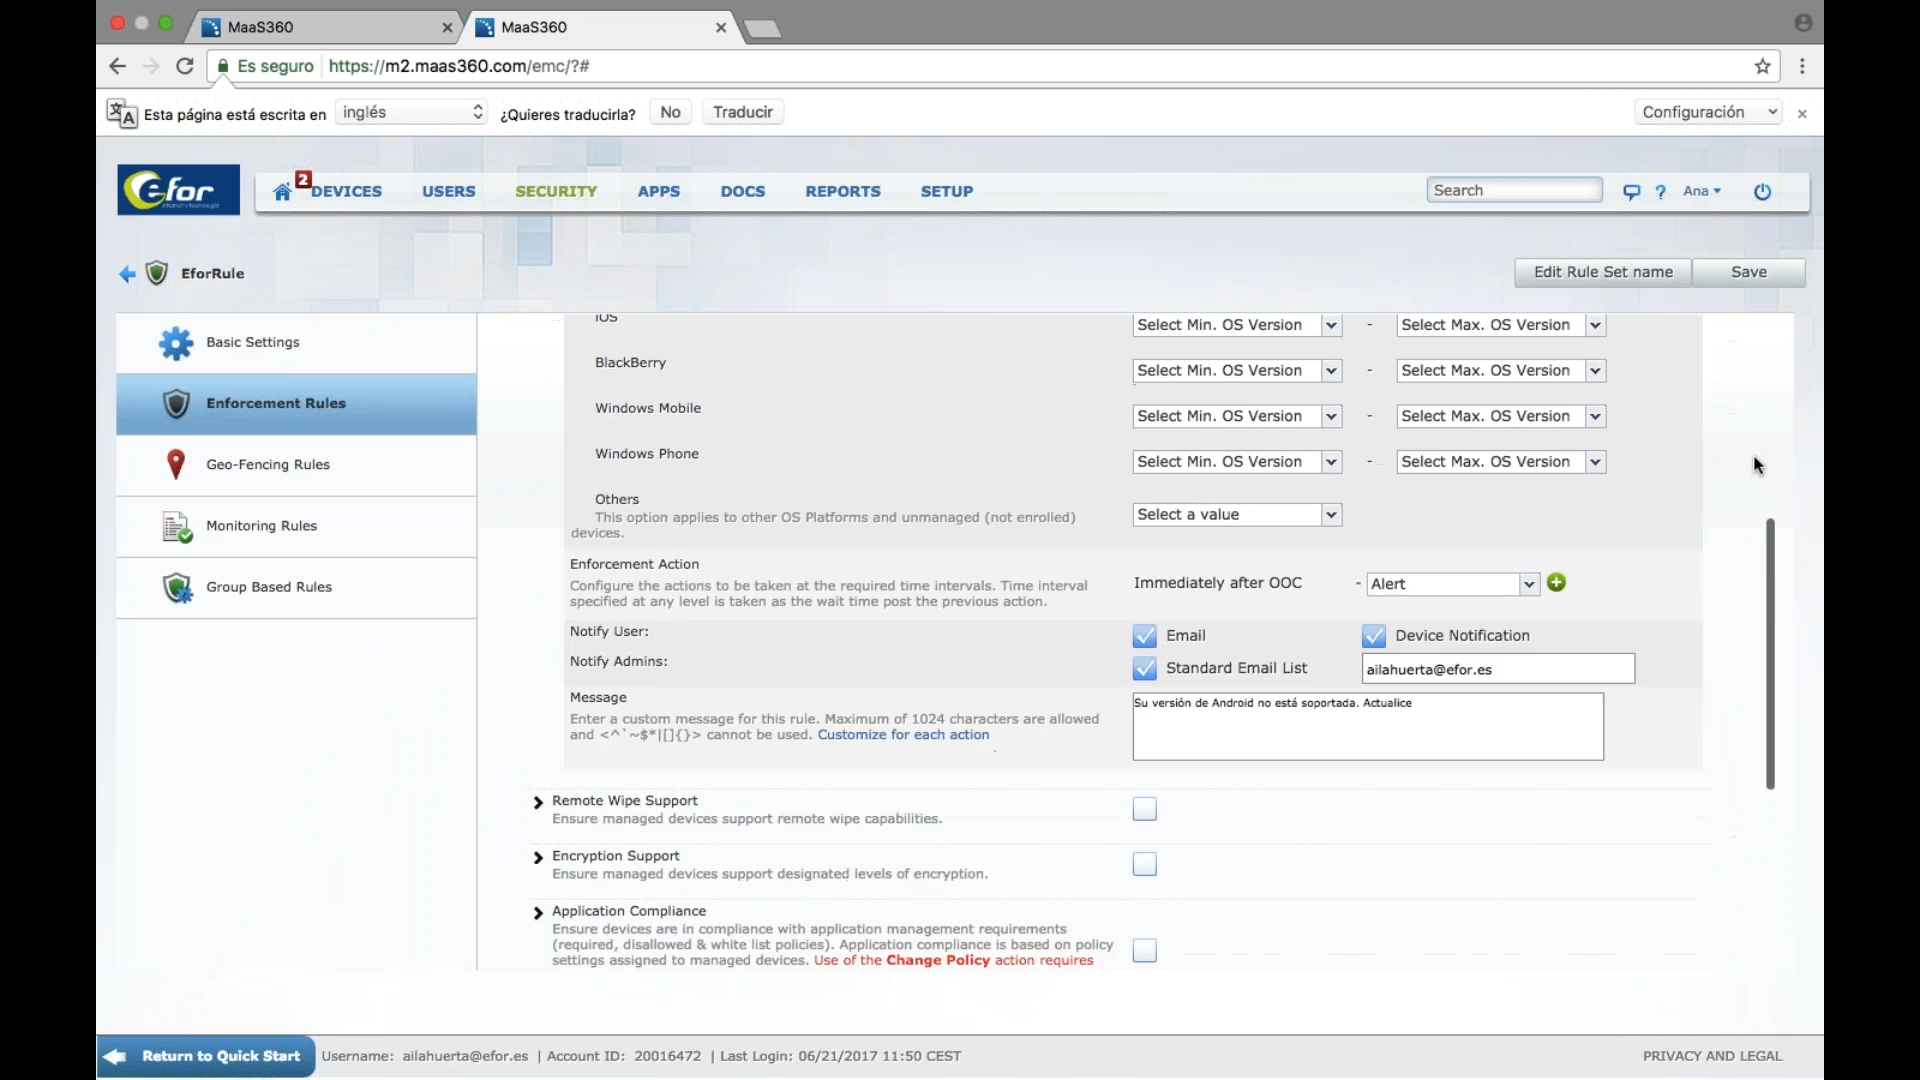 MaaS360
MaaS360
Es seguro
https://m2.maas360.com/emc/?#
Esta página está escrita en
inglés
¿Quieres traducirla?
No
Traducir
Configuración
efor
2
DEVICES
USERS
SECURITY
APPS
DOCS
REPORTS
SETUP
Search
?
Ana
EforRule
Edit Rule Set name
Save
Basic Settings
Enforcement Rules
Geo-Fencing Rules
Monitoring Rules
Group Based Rules
iOS
Select Min. OS Version
-
Select Max. OS Version
BlackBerry
Select Min. OS Version
-
Select Max. OS Version
Windows Mobile
Select Min. OS Version
-
Select Max. OS Version
Windows Phone
Select Min. OS Version
-
Select Max. OS Version
Others
This option applies to other OS Platforms and unmanaged (not enrolled)
devices.
Select a value
Enforcement Action
Configure the actions to be taken at the required time intervals. Time interval
specified at any level is taken as the wait time post the previous action.
Immediately after OOC
- Alert
Notify User:
Email
Device Notification
Notify Admins:
Standard Email List
ailahuerta@efor.es
Message
Enter a custom message for this rule. Maximum of 1024 characters are allowed
and <^`~$*|[]{}> cannot be used. Customize for each action
Su versión de Android no está soportada. Actualice
Remote Wipe Support
Ensure managed devices support remote wipe capabilities.
Encryption Support
Ensure managed devices support designated levels of encryption.
Application Compliance
Ensure devices are in compliance with application management requirements
(required, disallowed & white list policies). Application compliance is based on policy
settings assigned to managed devices. Use of the Change Policy action requires
Return to Quick Start
Username: ailahuerta@efor.es | Account ID: 20016472 | Last Login: 06/21/2017 11:50 CEST
PRIVACY AND LEGAL